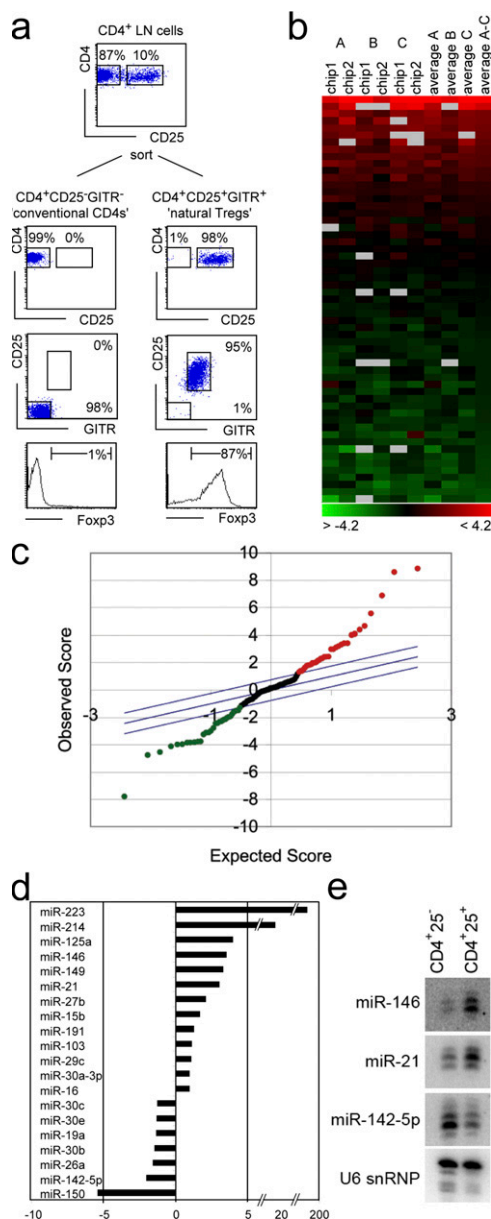 a
CD4+ LN cells
87% 10%
CD4
CD25
sort
CD4+CD25-GITR-
'conventional CD4s'
CD4+CD25+GITR+
'natural Tregs'
99% 0%
CD4
CD25
1% 98%
CD4
CD25
0%
98%
CD25
GITR
95%
1%
CD25
GITR
1%
Foxp3
87%
Foxp3
b
A B C
chip1
chip2
chip1
chip2
chip1
chip2
average A
average B
average C
average A-C
> -4.2 < 4.2
c
10
8
6
4
2
0
-2
-4
-6
-8
-10
-3 -1 1 3
Observed Score
Expected Score
d
miR-223
miR-214
miR-125a
miR-146
miR-149
miR-21
miR-27b
miR-15b
miR-191
miR-103
miR-29c
miR-30a-3p
miR-16
miR-30c
miR-30e
miR-19a
miR-30b
miR-26a
miR-142-5p
miR-150
-10 -5 0 5 20 200
e
CD4+25-
CD4+25+
miR-146
miR-21
miR-142-5p
U6 snRNP